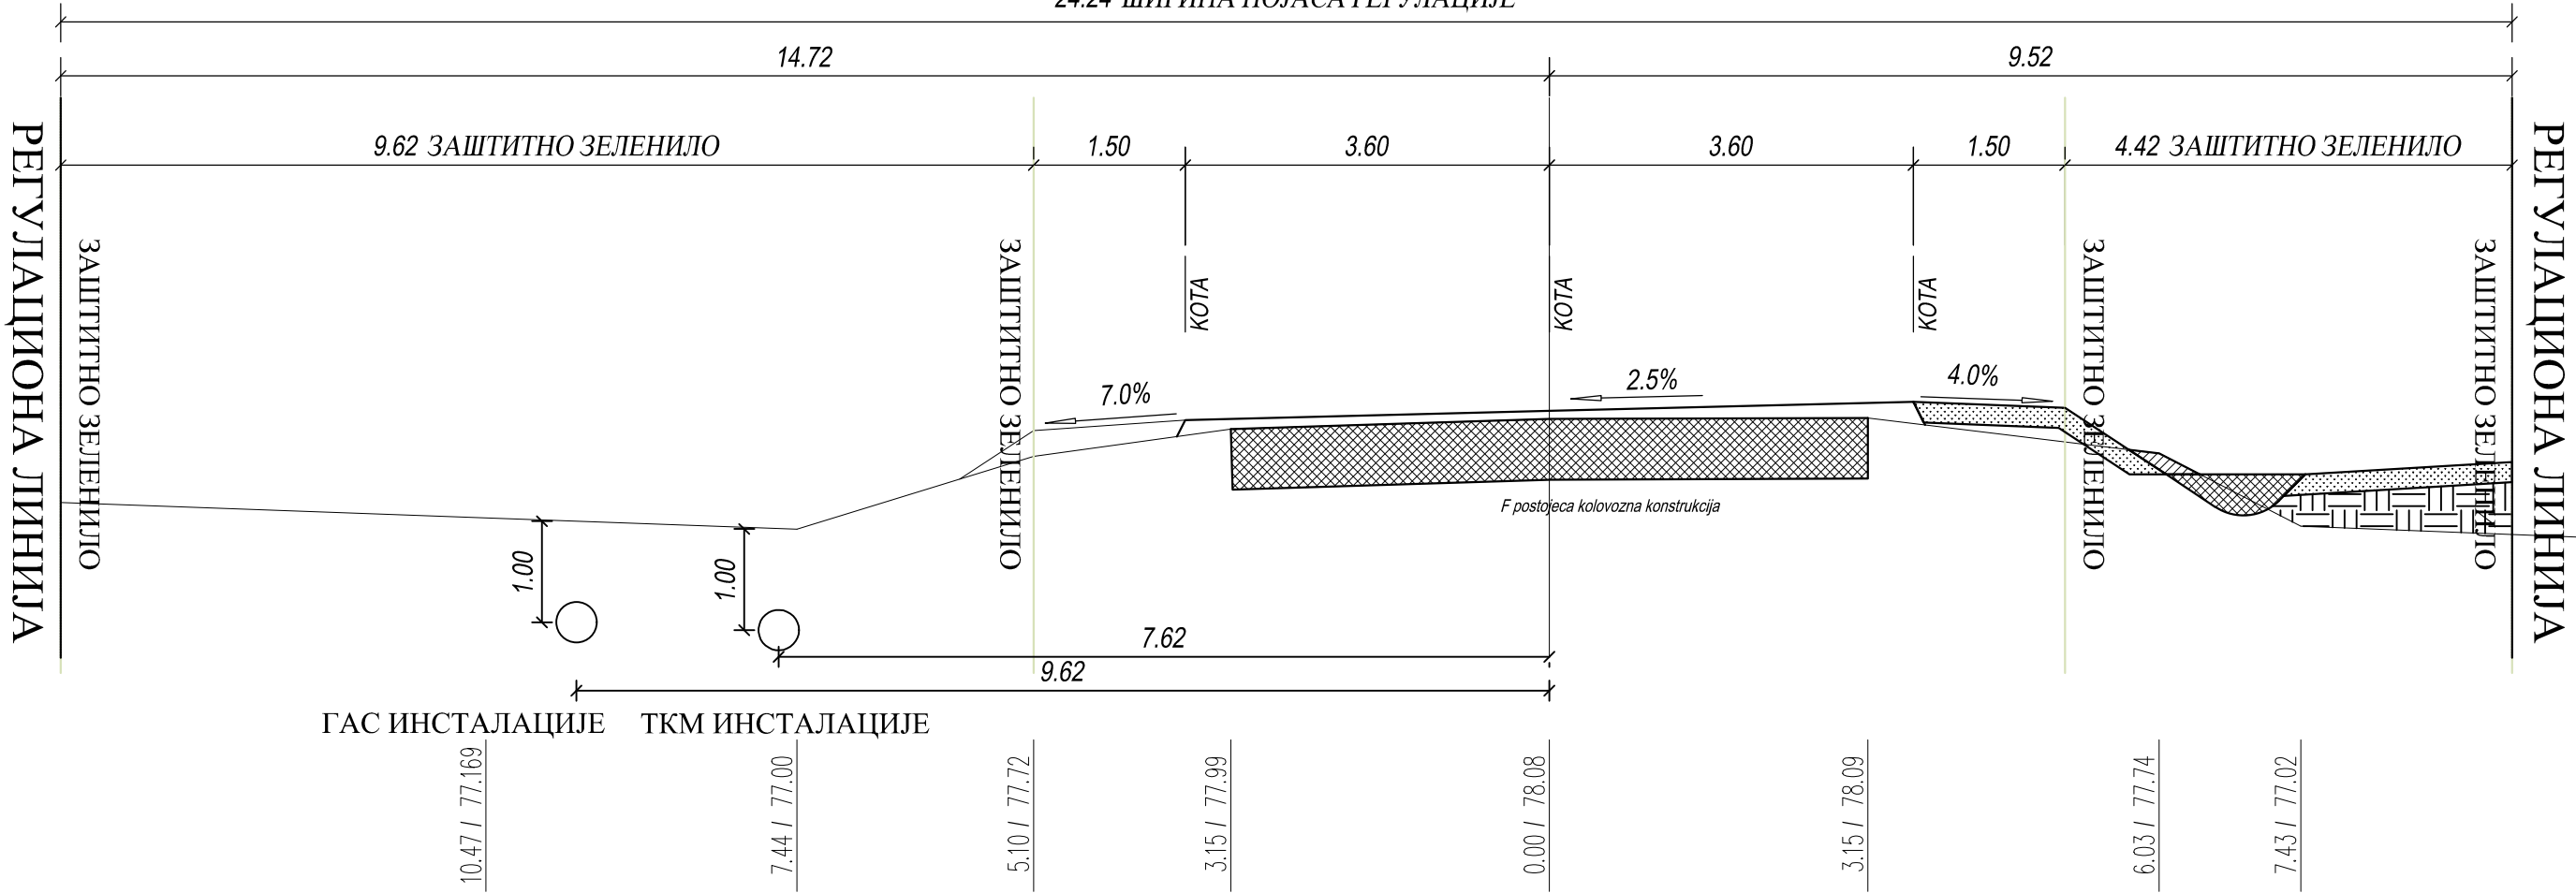 24.24 ШИРИНА ПОЈАСА РЕГУЛАЦИЈЕ
14.72
9.52
9.62 ЗАШТИТНО ЗЕЛЕНИЛО
1.50
3.60
3.60
1.50
4.42 ЗАШТИТНО ЗЕЛЕНИЛО
РЕГУЛАЦИОНА ЛИНИЈА
ЗАШТИТНО ЗЕЛЕНИЛО
ЗАШТИТНО ЗЕЛЕНИЛО
КОТА
КОТА
КОТА
ЗАШТИТНО ЗЕЛЕНИЛО
ЗАШТИТНО ЗЕЛЕНИЛО
РЕГУЛАЦИОНА ЛИНИЈА
7.0%
2.5%
4.0%
F postojeca kolovozna konstrukcija
1.00
1.00
7.62
9.62
ГАС ИНСТАЛАЦИЈЕ
ТКМ ИНСТАЛАЦИЈЕ
10.47 / 77.169
7.44 / 77.00
5.10 / 77.72
3.15 / 77.99
0.00 / 78.08
3.15 / 78.09
6.03 / 77.74
7.43 / 77.02